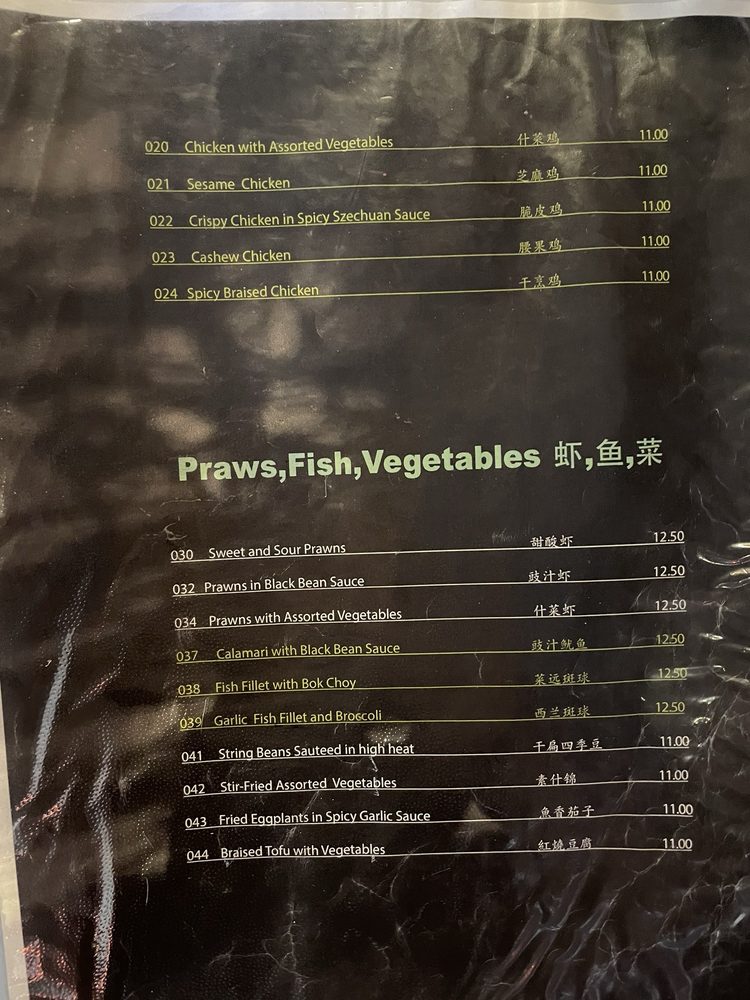 020 Chicken with Assorted Vegetables 什菜鸡 11.00
021 Sesame Chicken 芝麻鸡 11.00
022 Crispy Chicken in Spicy Szechuan Sauce 脆皮鸡 11.00
023 Cashew Chicken 腰果鸡 11.00
024 Spicy Braised Chicken 干烹鸡 11.00
Praws,Fish,Vegetables 虾,鱼,菜
030 Sweet and Sour Prawns 甜酸虾 12.50
032 Prawns in Black Bean Sauce 豉汁虾 12.50
034 Prawns with Assorted Vegetables 什菜虾 12.50
037 Calamari with Black Bean Sauce 豉汁鱿鱼 12.50
038 Fish Fillet with Bok Choy 菜远斑球 12.50
039 Garlic Fish Fillet and Broccoli 西兰斑球 12.50
041 String Beans Sauteed in high heat 干扁四季豆 11.00
042 Stir-Fried Assorted Vegetables 素什锦 11.00
043 Fried Eggplants in Spicy Garlic Sauce 魚香茄子 11.00
044 Braised Tofu with Vegetables 紅燒豆腐 11.00